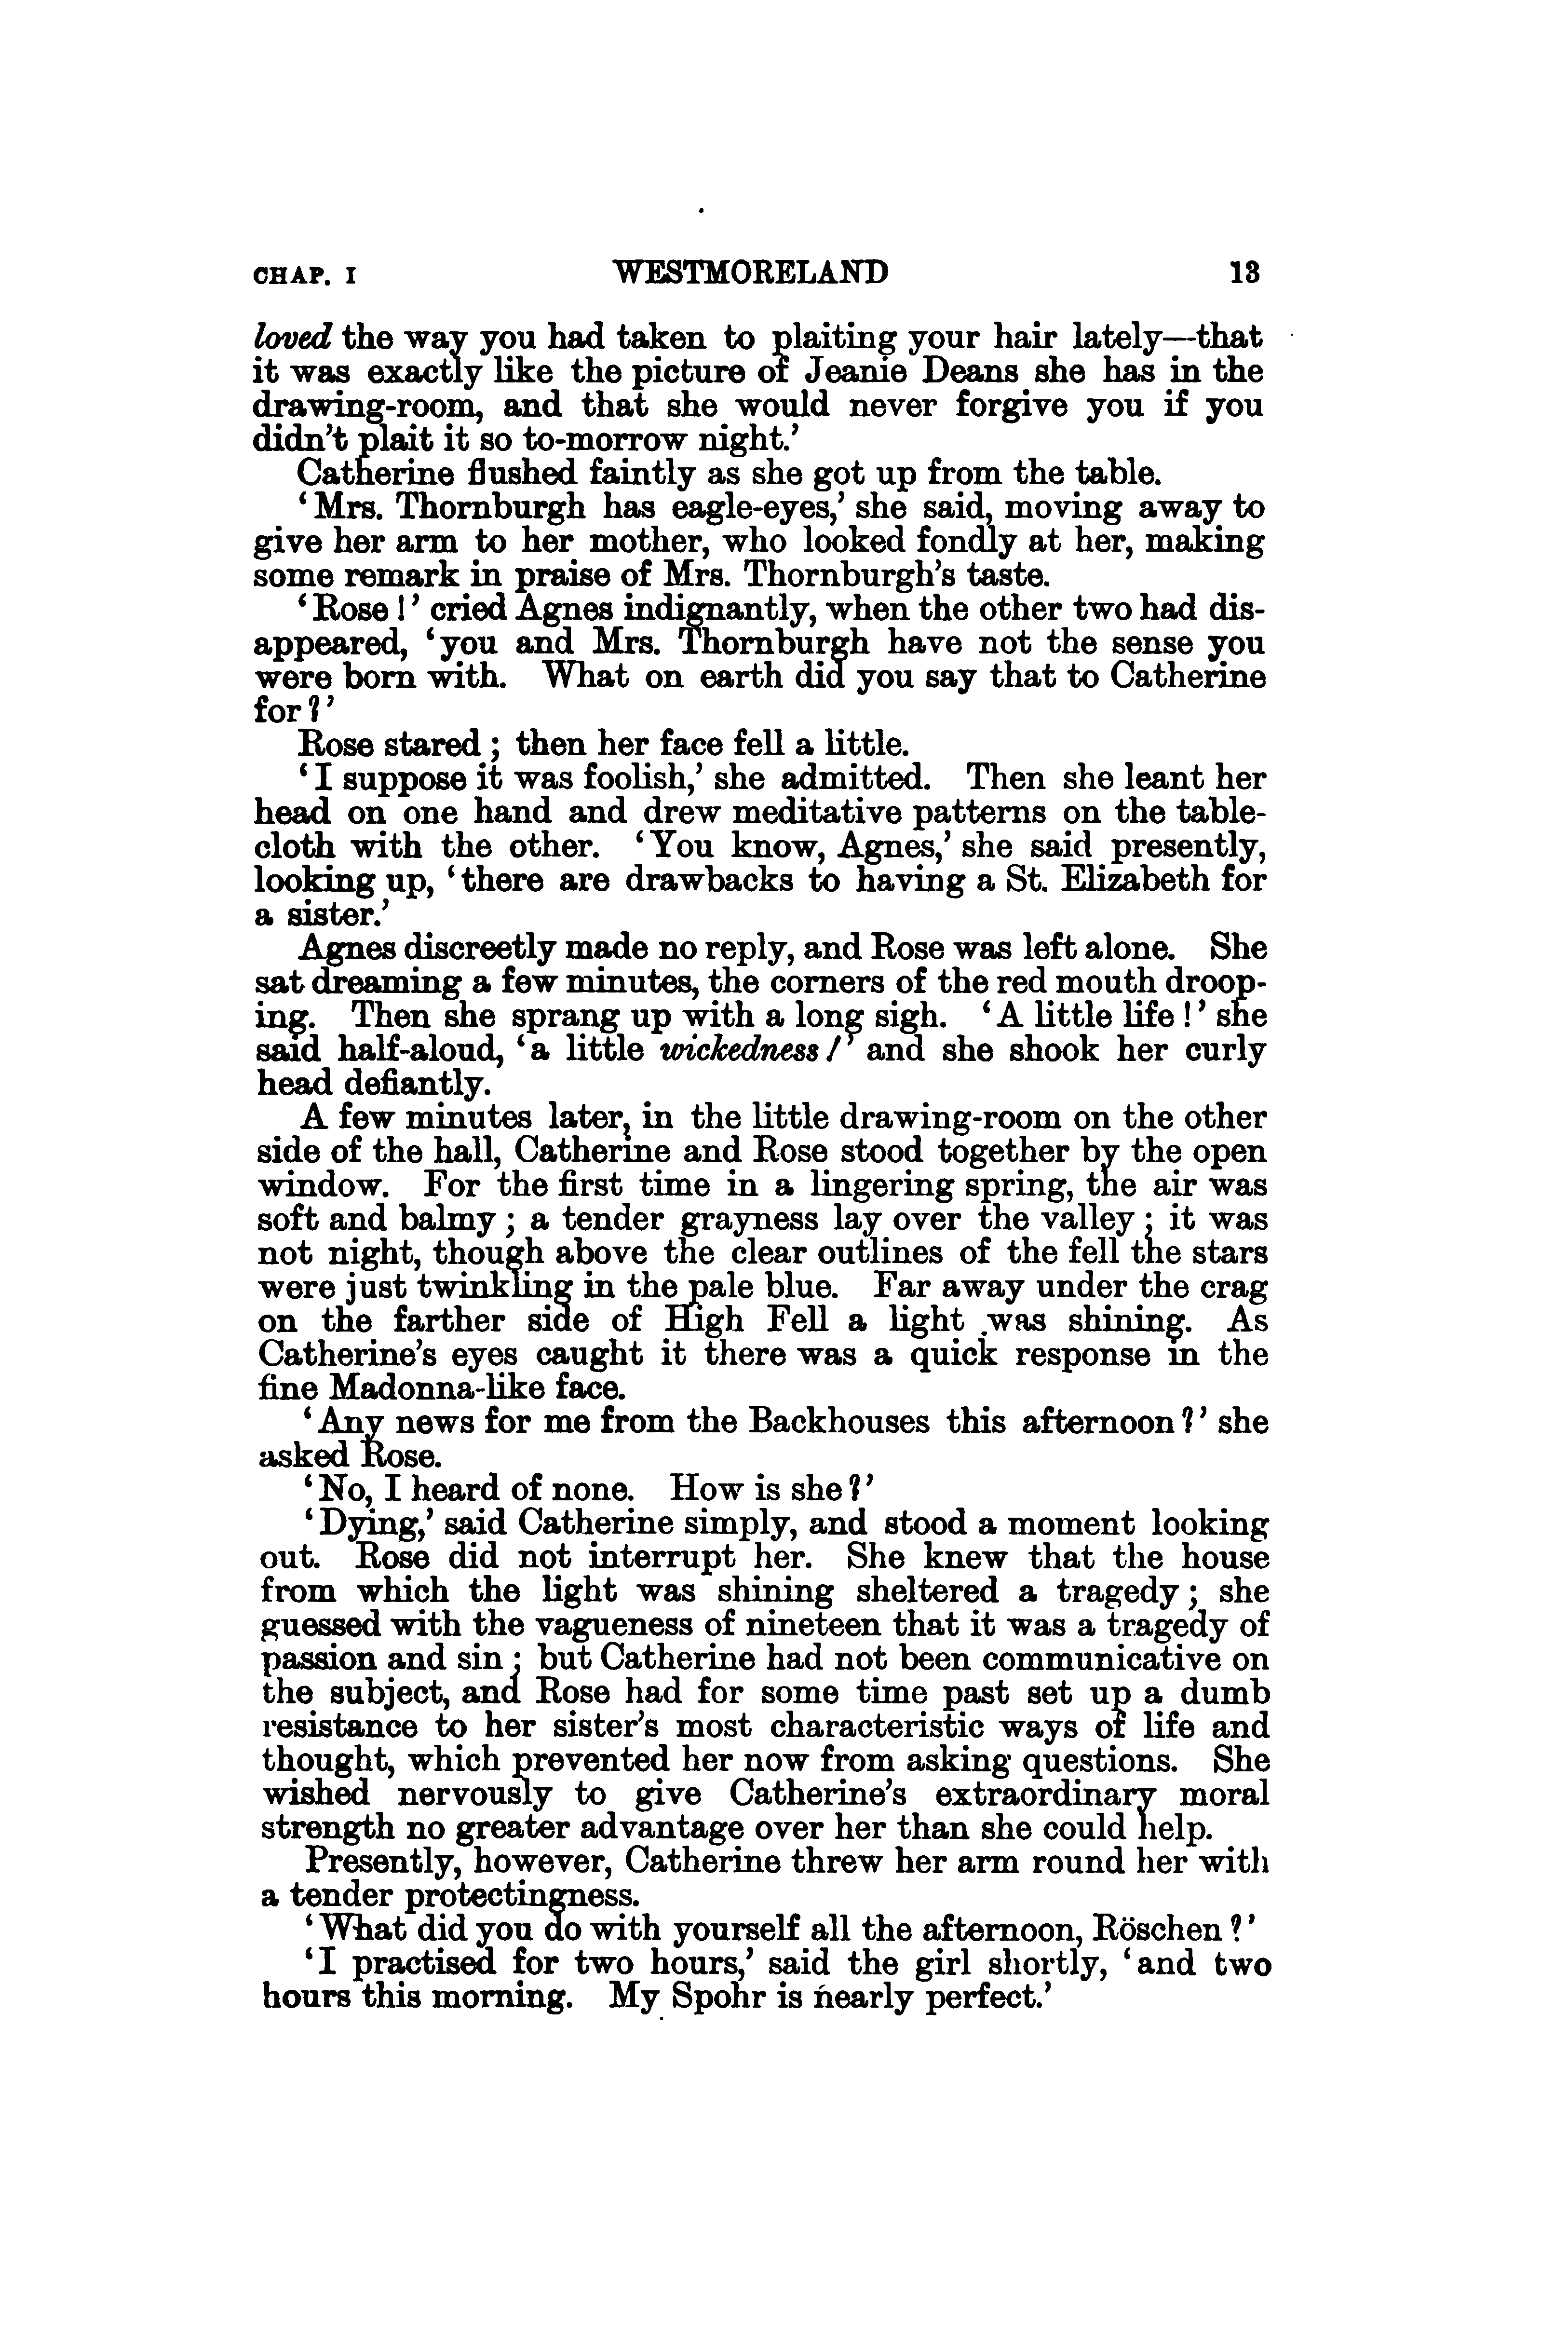 CHAP. I WESTMORELAND 13
loved the way you had taken to plaiting your hair lately—that
it was exactly like the picture of Jeanie Deans she has in the
drawing-room, and that she would never forgive you if you
didn't plait it so to-morrow night.'
Catherine flushed faintly as she got up from the table.
'Mrs. Thornburgh has eagle-eyes,' she said, moving away to
give her arm to her mother, who looked fondly at her, making
some remark in praise of Mrs. Thornburgh's taste.
'Rose!' cried Agnes indignantly, when the other two had dis-
appeared, 'you and Mrs. Thornburgh have not the sense you
were born with. What on earth did you say that to Catherine
for?'
Rose stared; then her face fell a little.
'I suppose it was foolish,' she admitted. Then she leant her
head on one hand and drew meditative patterns on the table-
cloth with the other. 'You know, Agnes,' she said presently,
looking up, 'there are drawbacks to having a St. Elizabeth for
a sister.'
Agnes discreetly made no reply, and Rose was left alone. She
sat dreaming a few minutes, the corners of the red mouth droop-
ing. Then she sprang up with a long sigh. 'A little life!' she
said half-aloud, 'a little wickedness!' and she shook her curly
head defiantly.
A few minutes later, in the little drawing-room on the other
side of the hall, Catherine and Rose stood together by the open
window. For the first time in a lingering spring, the air was
soft and balmy; a tender grayness lay over the valley; it was
not night, though above the clear outlines of the fell the stars
were just twinkling in the pale blue. Far away under the crag
on the farther side of High Fell a light was shining. As
Catherine's eyes caught it there was a quick response in the
fine Madonna-like face.
'Any news for me from the Backhouses this afternoon?' she
asked Rose.
'No, I heard of none. How is she?'
'Dying,' said Catherine simply, and stood a moment looking
out. Rose did not interrupt her. She knew that the house
from which the light was shining sheltered a tragedy; she
guessed with the vagueness of nineteen that it was a tragedy of
passion and sin; but Catherine had not been communicative on
the subject, and Rose had for some time past set up a dumb
resistance to her sister's most characteristic ways of life and
thought, which prevented her now from asking questions. She
wished nervously to give Catherine's extraordinary moral
strength no greater advantage over her than she could help.
Presently, however, Catherine threw her arm round her with
a tender protectingness.
'What did you do with yourself all the afternoon, Röschen?'
'I practised for two hours,' said the girl shortly, 'and two
hours this morning. My Spohr is nearly perfect.'